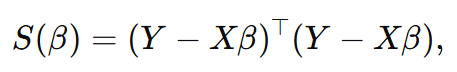 S(β) = (Y − Xβ)⊤(Y − Xβ),